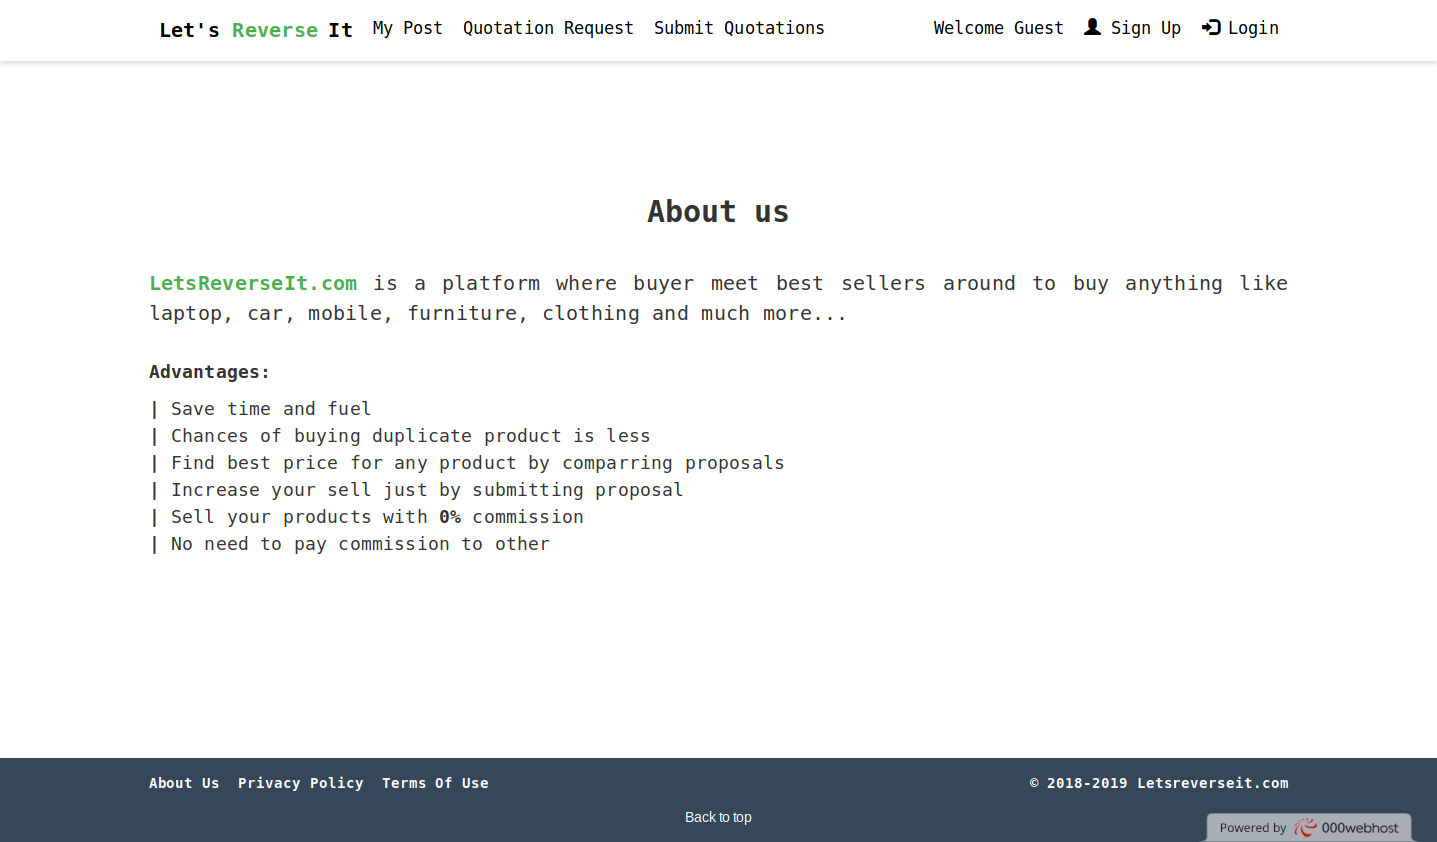 Let's Reverse It My Post Quotation Request Submit Quotations Welcome Guest Sign Up Login
About us
LetsReverseIt.com is a platform where buyer meet best sellers around to buy anything like
laptop, car, mobile, furniture, clothing and much more...
Advantages:
| Save time and fuel
| Chances of buying duplicate product is less
| Find best price for any product by comparring proposals
| Increase your sell just by submitting proposal
| Sell your products with 0% commission
| No need to pay commission to other
About Us Privacy Policy Terms Of Use © 2018-2019 Letsreverseit.com
Back to top
Powered by 000webhost